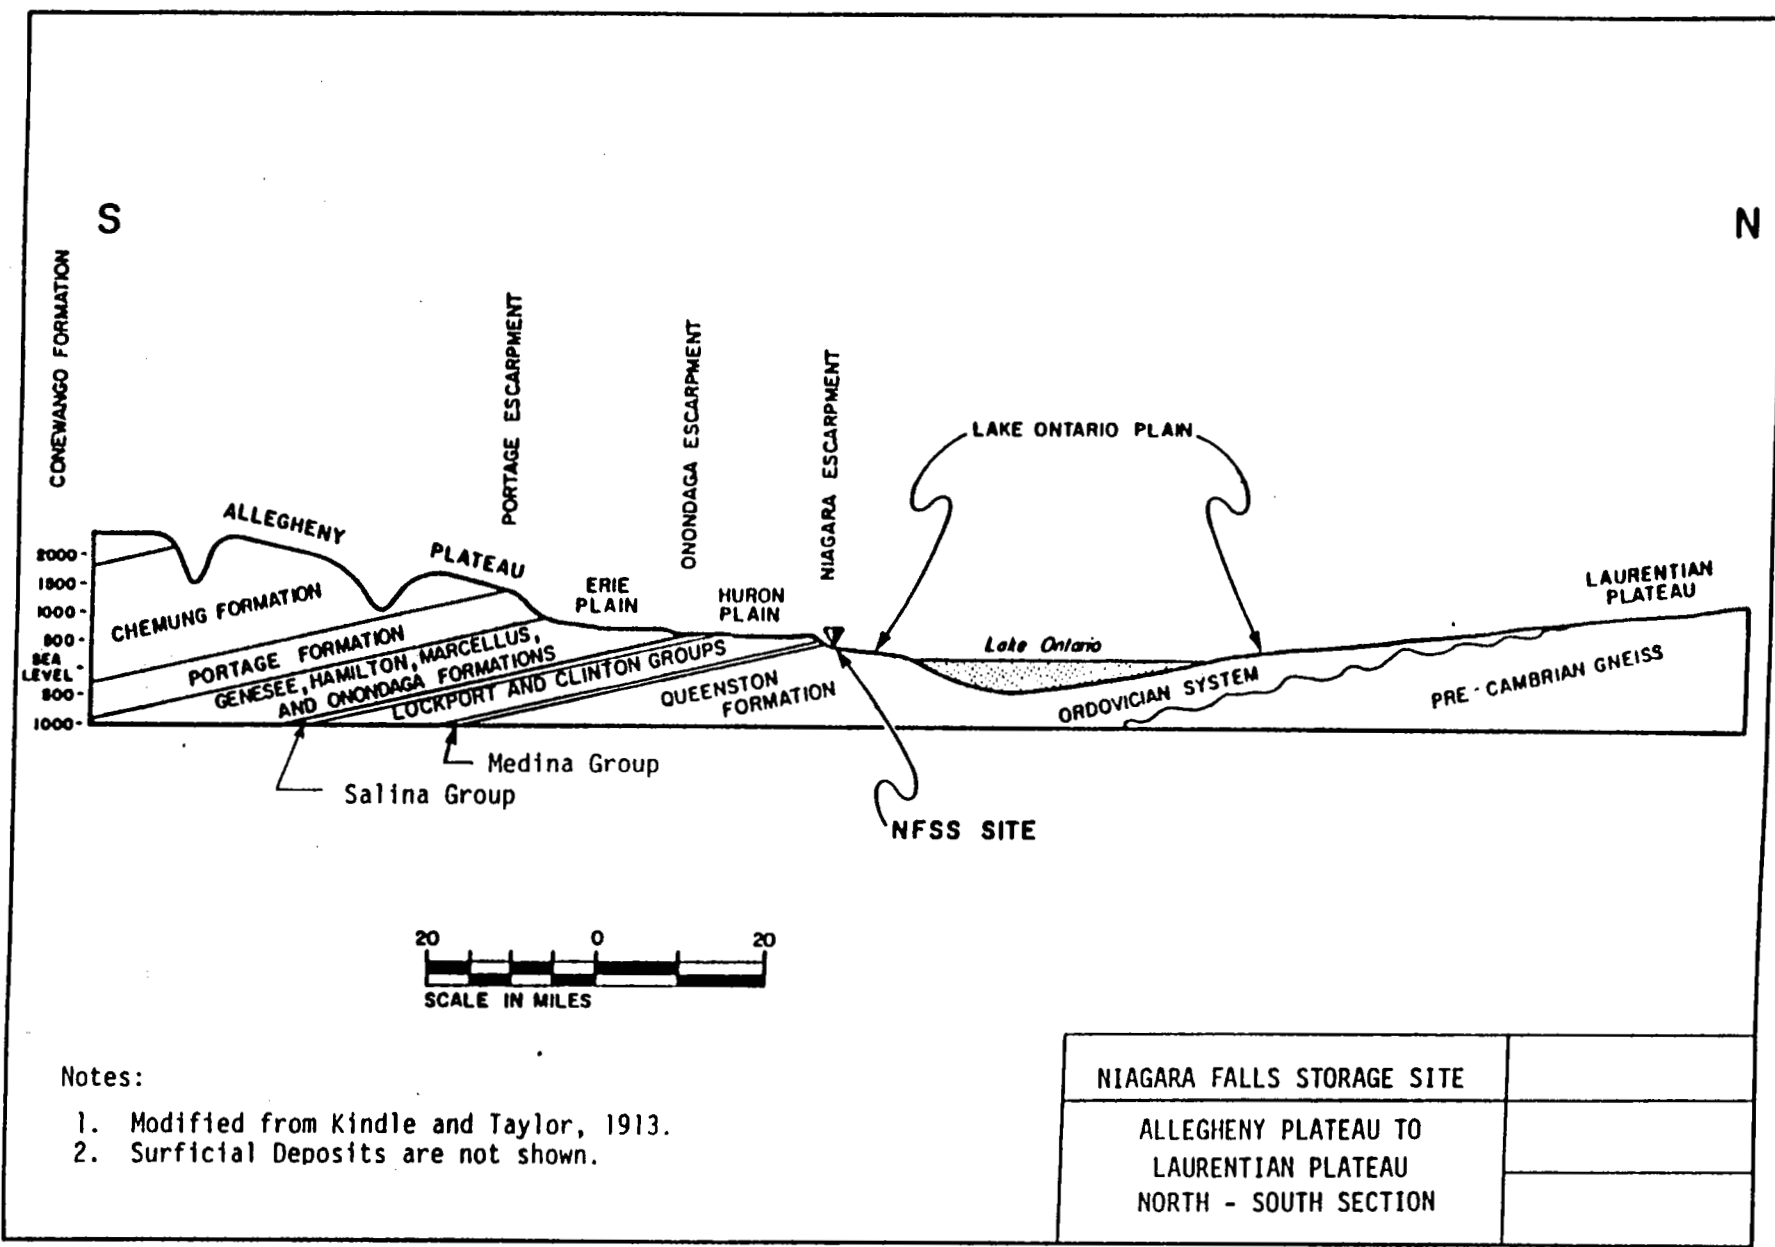 S
N
CONEWANGO FORMATION
PORTAGE ESCARPMENT
ONONDAGA ESCARPMENT
NIAGARA ESCARPMENT
LAKE ONTARIO PLAIN
ALLEGHENY PLATEAU
ERIE
PLAIN
HURON
PLAIN
LAURENTIAN
PLATEAU
2000
1500
1000
500
SEA
LEVEL
500
1000
CHEMUNG FORMATION
PORTAGE FORMATION
GENESEE, HAMILTON, MARCELLUS,
AND ONONDAGA FORMATIONS
LOCKPORT AND CLINTON GROUPS
QUEENSTON
FORMATION
Lake Ontario
ORDOVICIAN SYSTEM
PRE-CAMBRIAN GNEISS
Medina Group
Salina Group
NFSS SITE
20 0 20
SCALE IN MILES
Notes:
1. Modified from Kindle and Taylor, 1913.
2. Surficial Deposits are not shown.
NIAGARA FALLS STORAGE SITE
ALLEGHENY PLATEAU TO
LAURENTIAN PLATEAU
NORTH - SOUTH SECTION